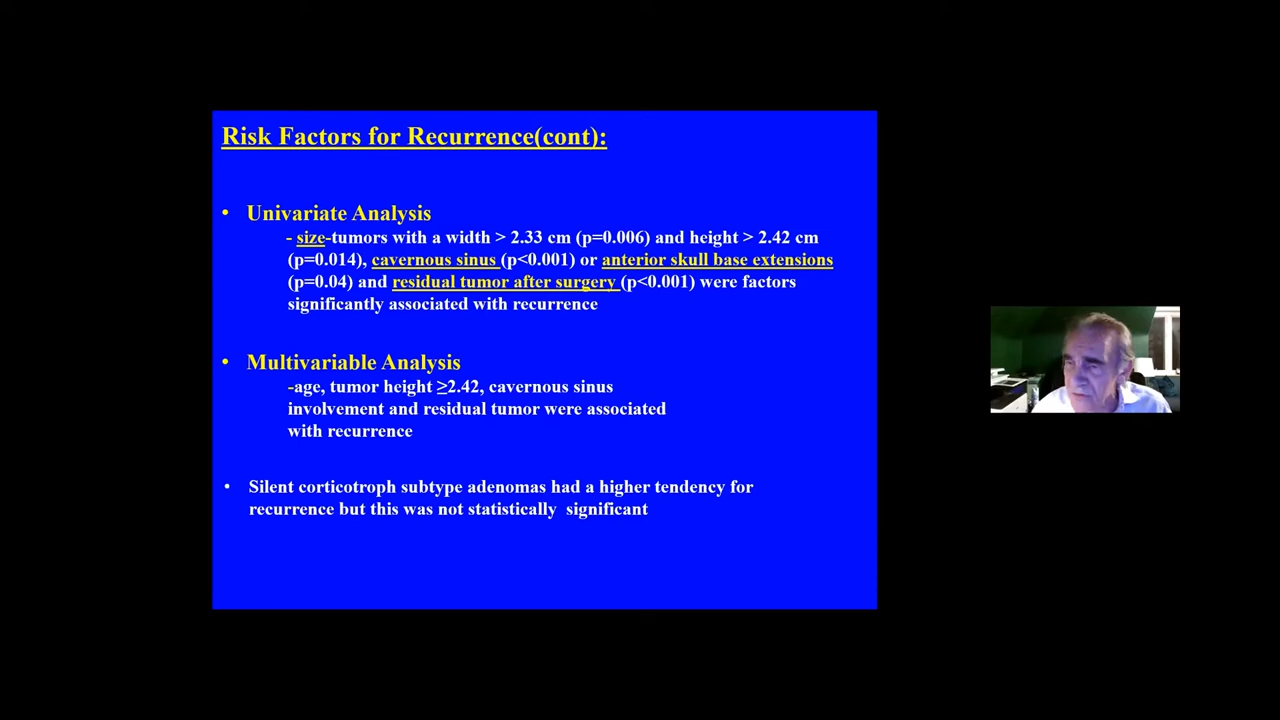 Risk Factors for Recurrence(cont):
• Univariate Analysis
- size-tumors with a width > 2.33 cm (p=0.006) and height > 2.42 cm
(p=0.014), cavernous sinus (p<0.001) or anterior skull base extensions
(p=0.04) and residual tumor after surgery (p<0.001) were factors
significantly associated with recurrence
• Multivariable Analysis
-age, tumor height ≥2.42, cavernous sinus
involvement and residual tumor were associated
with recurrence
• Silent corticotroph subtype adenomas had a higher tendency for
recurrence but this was not statistically significant